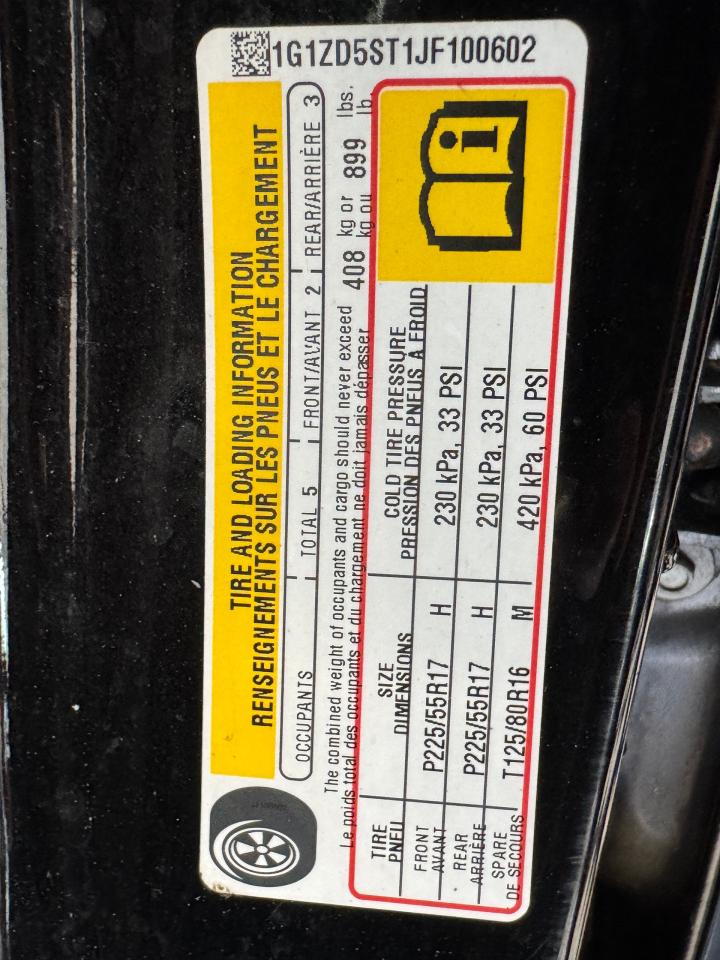 1G1ZD5ST1JF100602
TIRE AND LOADING INFORMATION
RENSEIGNEMENTS SUR LES PNEUS ET LE CHARGEMENT
OCCUPANTS TOTAL 5 FRONT/AVANT 2 REAR/ARRIÈRE 3
The combined weight of occupants and cargo should never exceed 408 kg or 899 lbs.
Le poids total des occupants et du chargement ne doit jamais dépasser kg ou lb.
TIRE SIZE COLD TIRE PRESSURE
PNEU DIMENSIONS PRESSION DES PNEUS À FROID
FRONT P225/55R17 H 230 kPa, 33 PSI
AVANT
REAR P225/55R17 H 230 kPa, 33 PSI
ARRIÈRE
SPARE T125/80R16 M 420 kPa, 60 PSI
DE SECOURS